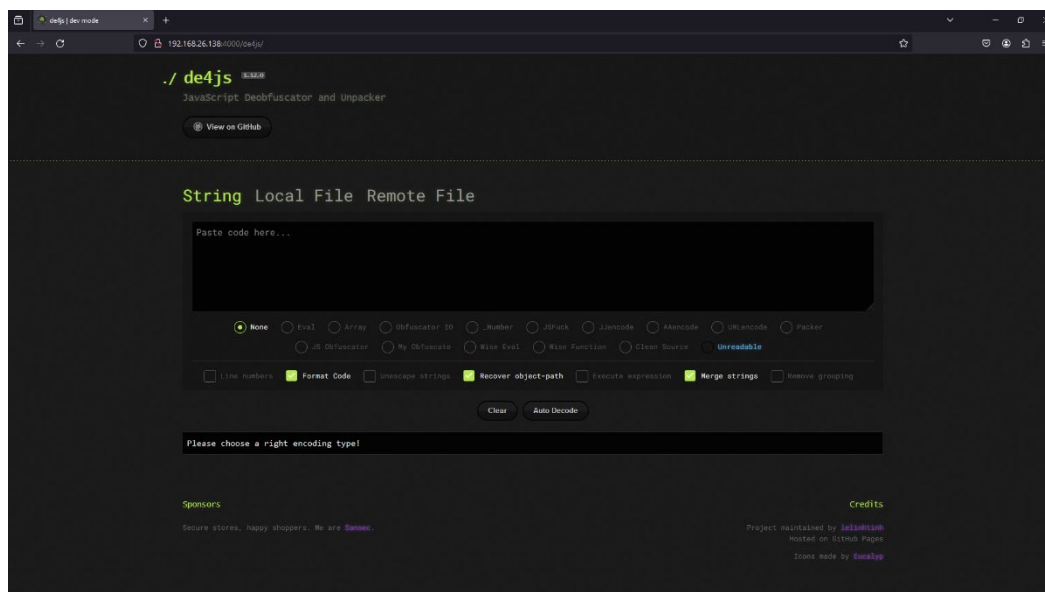 de4js | dev mode
192.168.26.138:4000/de4js/
./ de4js 1.12.0
JavaScript Deobfuscator and Unpacker
View on GitHub
String Local File Remote File
Paste code here...
None Eval Array Obfuscator IO _Number JSFuck JJencode AAencode URLencode Packer
JS Obfuscator My Obfuscate Wise Eval Wise Function Clean Source Unreadable
Line numbers Format Code Unescape strings Recover object-path Execute expression Merge strings Remove grouping
Clear Auto Decode
Please choose a right encoding type!
Sponsors Credits
Secure stores, happy shoppers. We are Sansec. Project maintained by lelinhtinh
Hosted on GitHub Pages
Icons made by Eucalyp